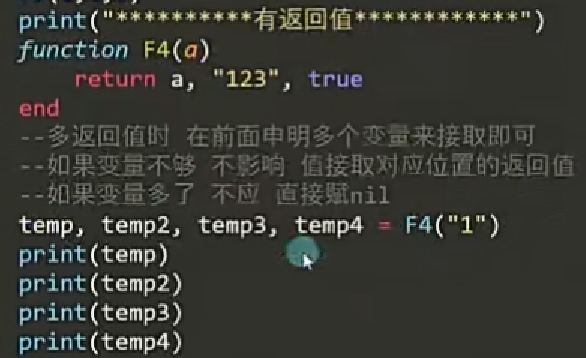 print("**********有返回值************")
function F4(a)
    return a, "123", true
end
--多返回值时 在前面申明多个变量来接取即可
--如果变量不够 不影响 值接取对应位置的返回值
--如果变量多了 不应 直接赋nil
temp, temp2, temp3, temp4 = F4("1")
print(temp)
print(temp2)
print(temp3)
print(temp4)